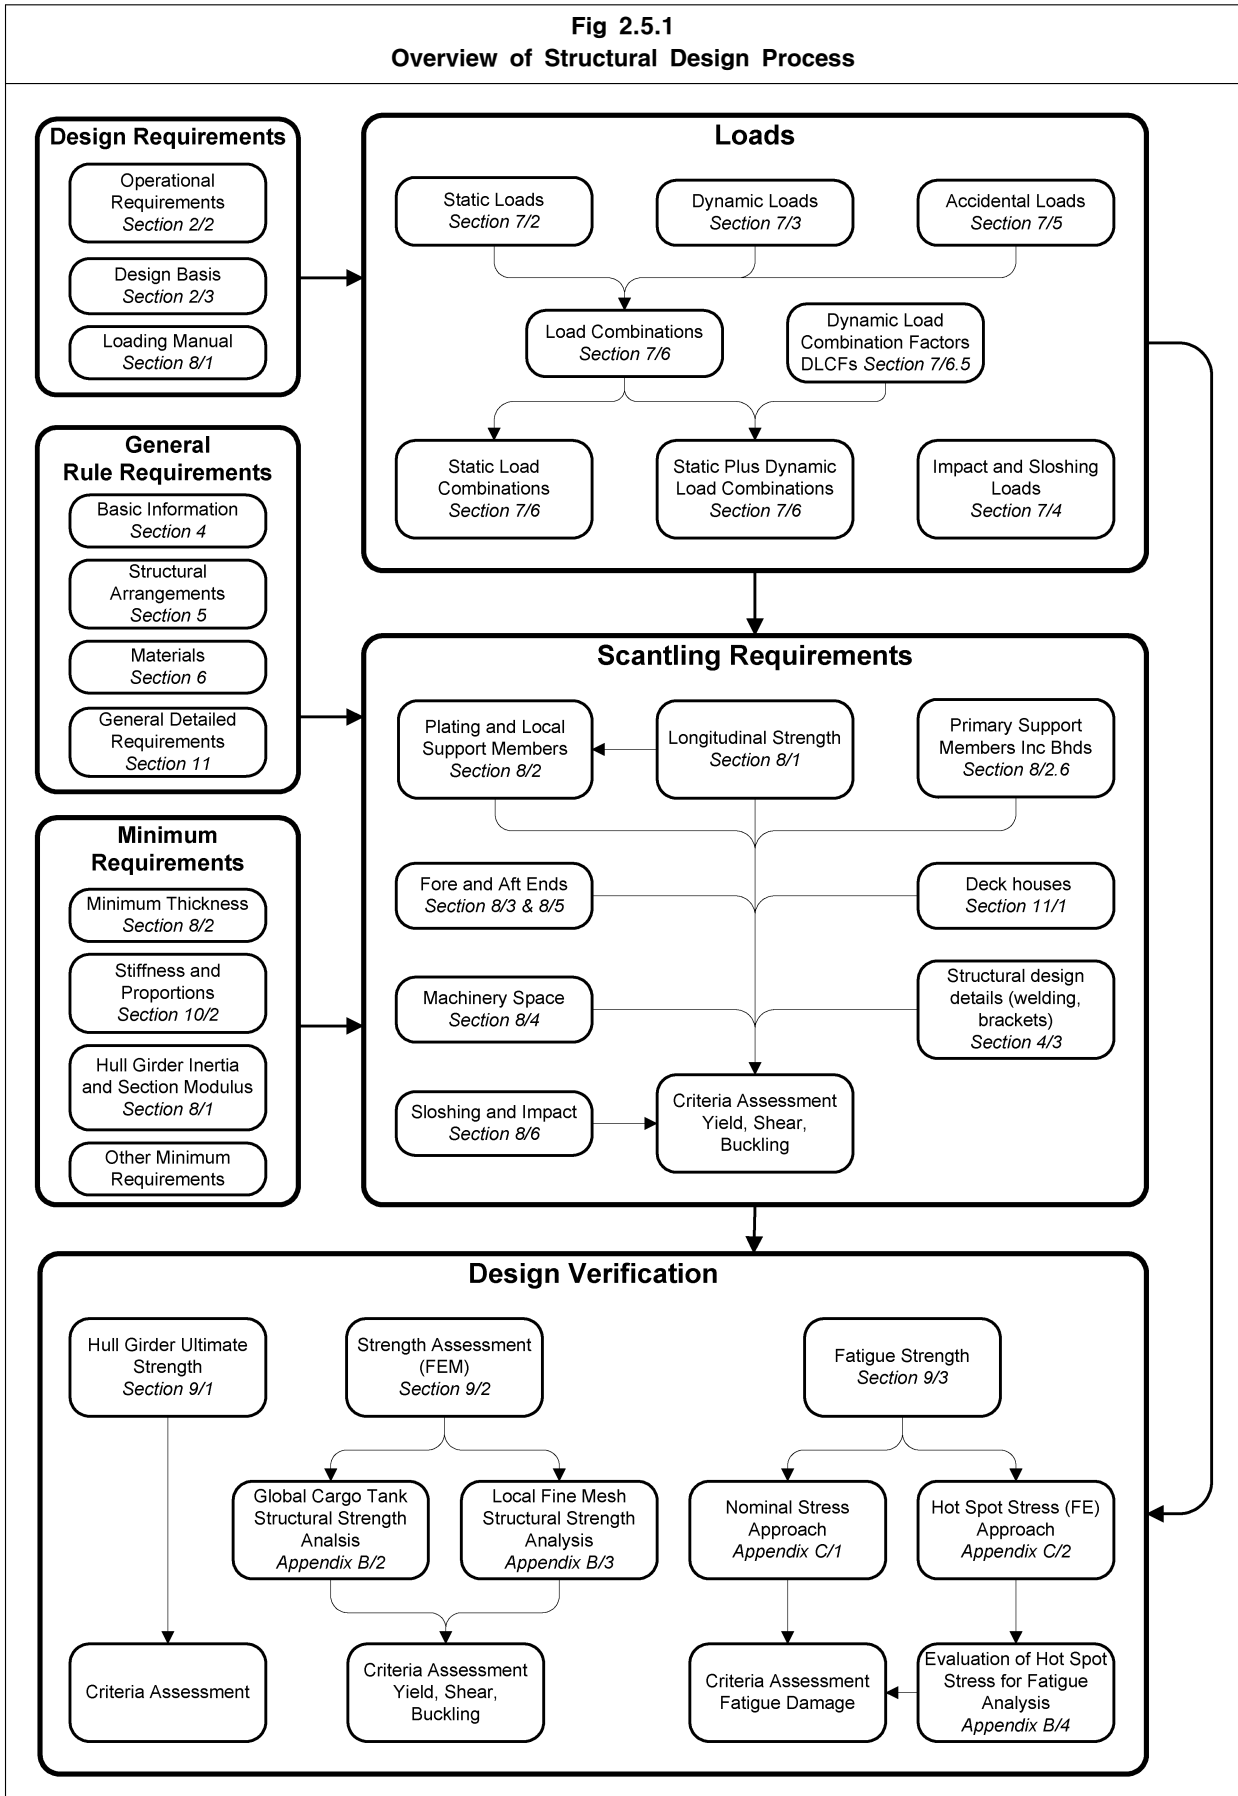 Fig 2.5.1
Overview of Structural Design Process
Design Requirements
Operational
Requirements
Section 2/2
Design Basis
Section 2/3
Loading Manual
Section 8/1
General
Rule Requirements
Basic Information
Section 4
Structural
Arrangements
Section 5
Materials
Section 6
General Detailed
Requirements
Section 11
Minimum
Requirements
Minimum Thickness
Section 8/2
Stiffness and
Proportions
Section 10/2
Hull Girder Inertia
and Section Modulus
Section 8/1
Other Minimum
Requirements
Loads
Static Loads
Section 7/2
Dynamic Loads
Section 7/3
Accidental Loads
Section 7/5
Load Combinations
Section 7/6
Dynamic Load
Combination Factors
DLCFs Section 7/6.5
Static Load
Combinations
Section 7/6
Static Plus Dynamic
Load Combinations
Section 7/6
Impact and Sloshing
Loads
Section 7/4
Scantling Requirements
Plating and Local
Support Members
Section 8/2
Longitudinal Strength
Section 8/1
Primary Support
Members Inc Bhds
Section 8/2.6
Fore and Aft Ends
Section 8/3 & 8/5
Deck houses
Section 11/1
Machinery Space
Section 8/4
Structural design
details (welding,
brackets)
Section 4/3
Sloshing and Impact
Section 8/6
Criteria Assessment
Yield, Shear,
Buckling
Design Verification
Hull Girder Ultimate
Strength
Section 9/1
Strength Assessment
(FEM)
Section 9/2
Fatigue Strength
Section 9/3
Global Cargo Tank
Structural Strength
Analsis
Appendix B/2
Local Fine Mesh
Structural Strength
Analysis
Appendix B/3
Nominal Stress
Approach
Appendix C/1
Hot Spot Stress (FE)
Approach
Appendix C/2
Criteria Assessment
Criteria Assessment
Yield, Shear,
Buckling
Criteria Assessment
Fatigue Damage
Evaluation of Hot Spot
Stress for Fatigue
Analysis
Appendix B/4